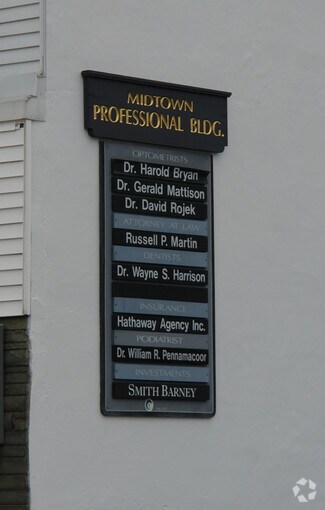 MIDTOWN
PROFESSIONAL BLDG.
OPTOMETRISTS
Dr. Harold Bryan
Dr. Gerald Mattison
Dr. David Rojek
ATTORNEY AT LAW
Russell P. Martin
DENTISTS
Dr. Wayne S. Harrison
INSURANCE
Hathaway Agency Inc.
PODIATRIST
Dr. William R. Pennamacoor
INVESTMENTS
SMITH BARNEY